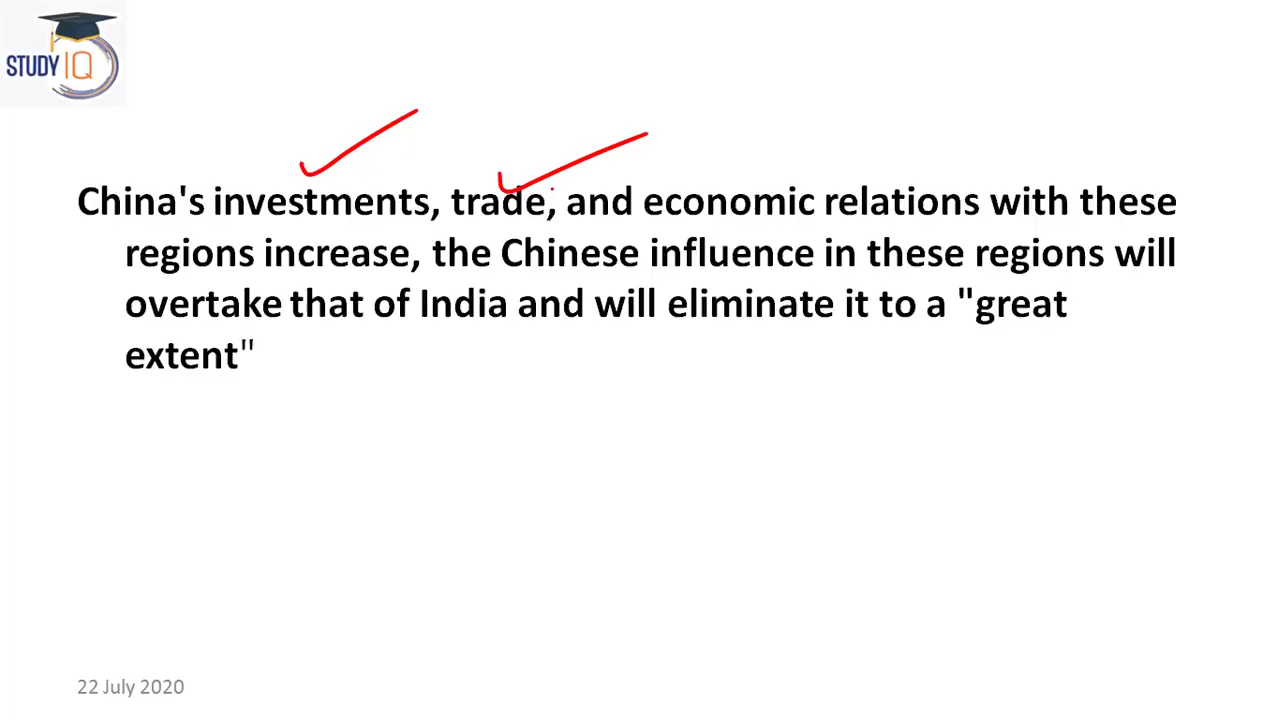 STUDY IQ
China's investments, trade, and economic relations with these
regions increase, the Chinese influence in these regions will
overtake that of India and will eliminate it to a "great
extent"
22 July 2020